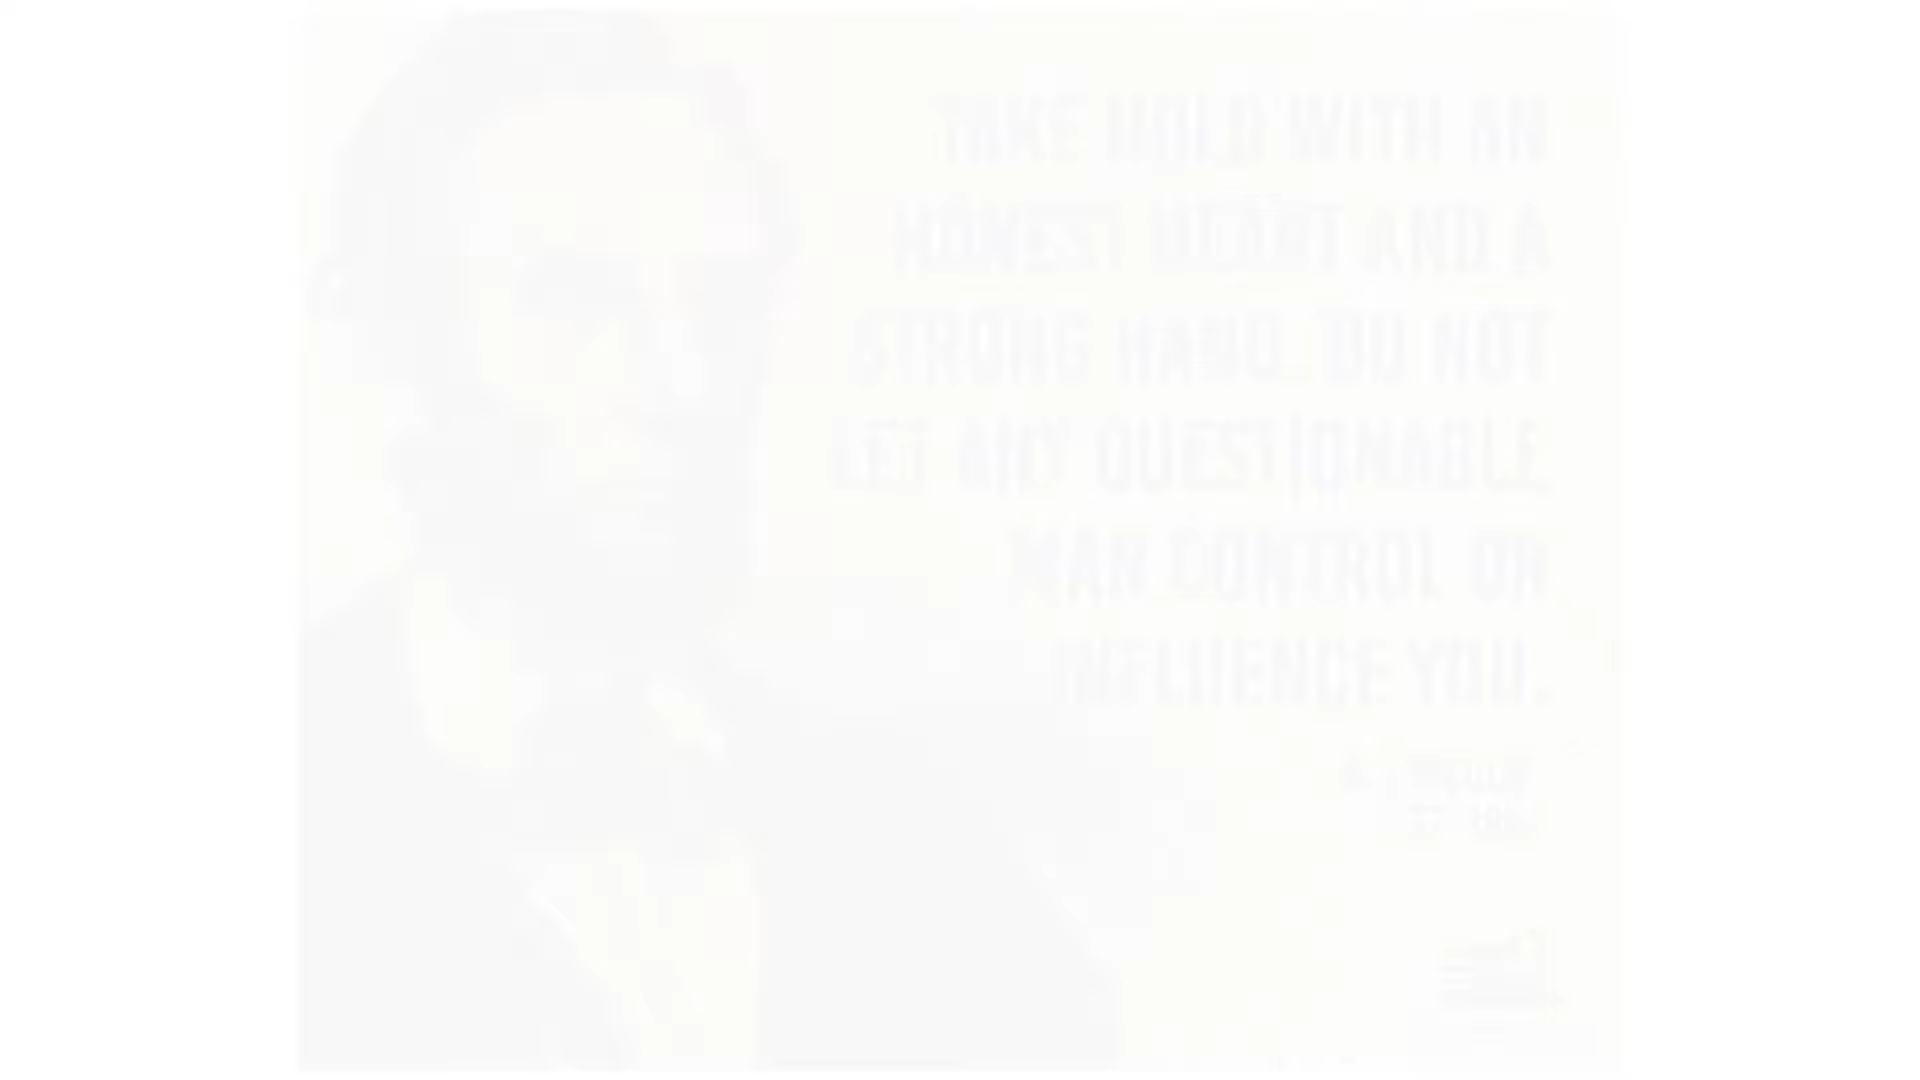 TAKE HOLD WITH AN
HONEST HEART AND A
STRONG HAND. DO NOT
LET ANY QUESTIONABLE
MAN CONTROL OR
INFLUENCE YOU.